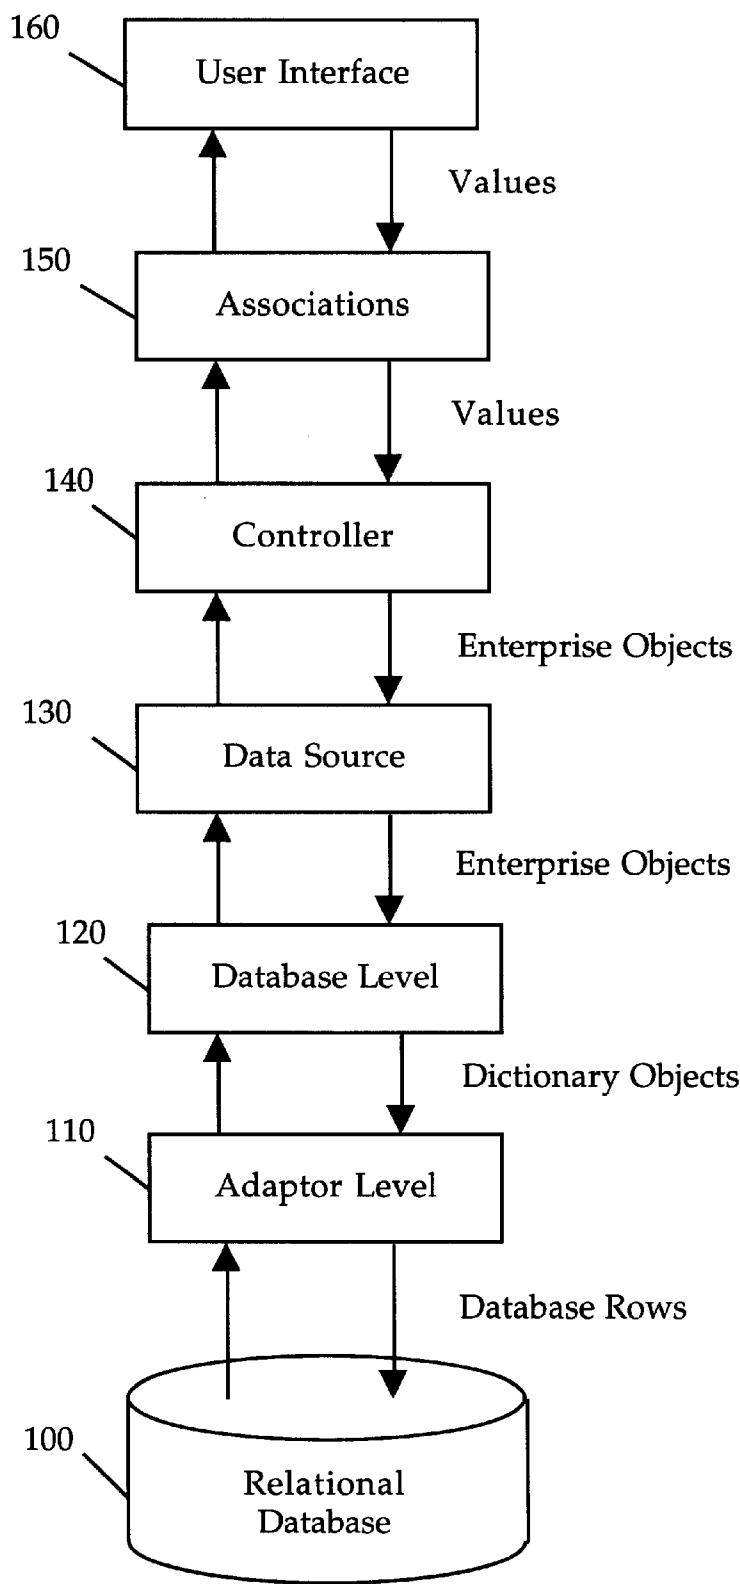 160
User Interface
Values
150
Associations
Values
140
Controller
Enterprise Objects
130
Data Source
Enterprise Objects
120
Database Level
Dictionary Objects
110
Adaptor Level
Database Rows
100
Relational
Database